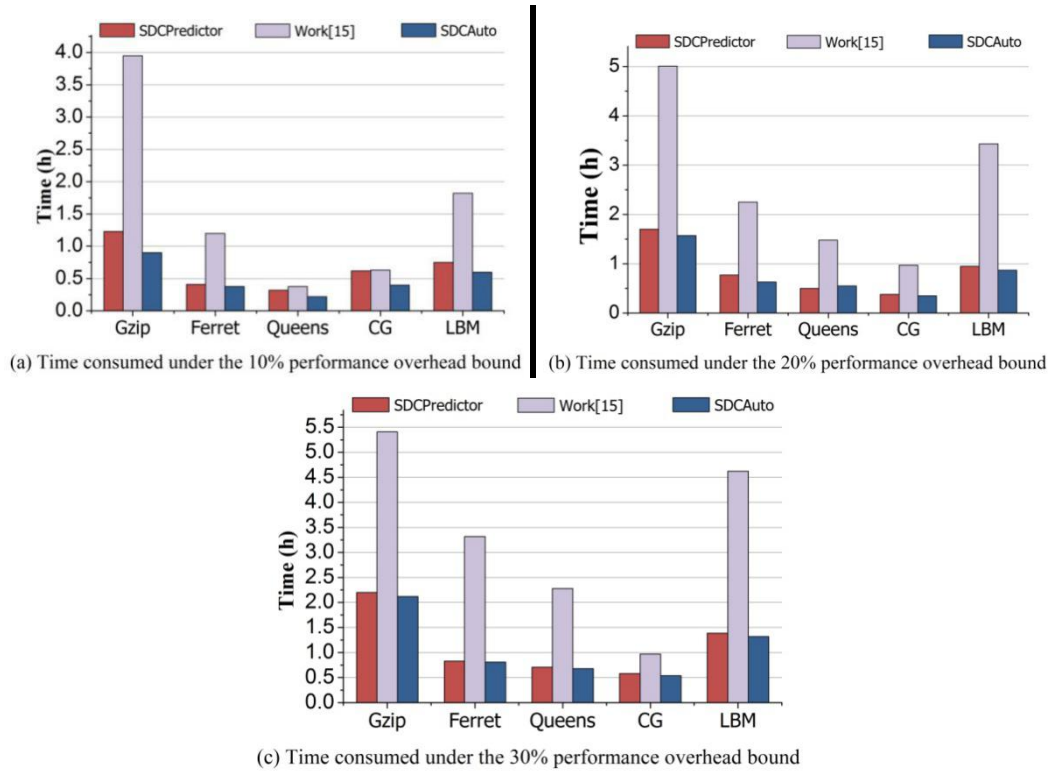 SDCPredictor Work[15] SDCAuto
Time (h)
4.0
3.5
3.0
2.5
2.0
1.5
1.0
0.5
0.0
Gzip Ferret Queens CG LBM
(a) Time consumed under the 10% performance overhead bound
SDCPredictor Work[15] SDCAuto
Time (h)
5
4
3
2
1
0
Gzip Ferret Queens CG LBM
(b) Time consumed under the 20% performance overhead bound
SDCPredictor Work[15] SDCAuto
Time (h)
5.5
5.0
4.5
4.0
3.5
3.0
2.5
2.0
1.5
1.0
0.5
0.0
Gzip Ferret Queens CG LBM
(c) Time consumed under the 30% performance overhead bound